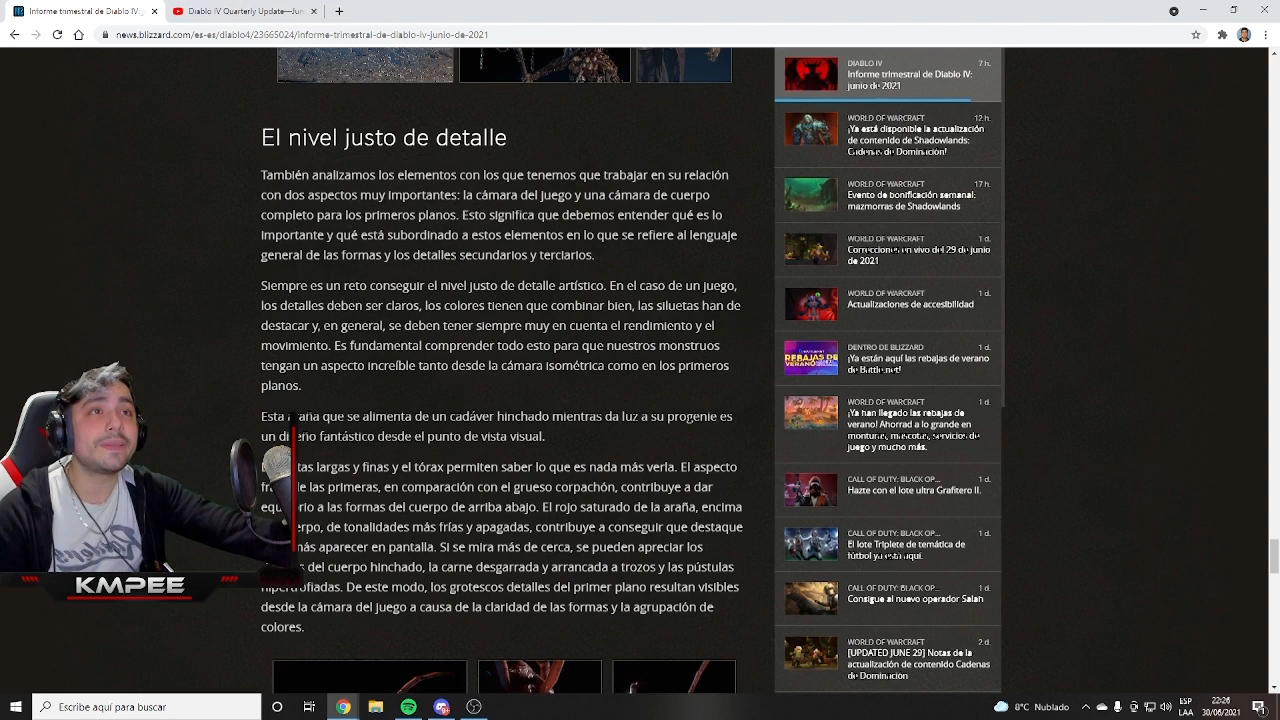 Informe trimestral de Diablo IV:
Diablo IV Quarterly Update—Jun
news.blizzard.com/es-es/diablo4/23665024/informe-trimestral-de-diablo-iv-junio-de-2021
El nivel justo de detalle
También analizamos los elementos con los que tenemos que trabajar en su relación
con dos aspectos muy importantes: la cámara del juego y una cámara de cuerpo
completo para los primeros planos. Esto significa que debemos entender qué es lo
importante y qué está subordinado a estos elementos en lo que se refiere al lenguaje
general de las formas y los detalles secundarios y terciarios.
Siempre es un reto conseguir el nivel justo de detalle artístico. En el caso de un juego,
los detalles deben ser claros, los colores tienen que combinar bien, las siluetas han de
destacar y, en general, se deben tener siempre muy en cuenta el rendimiento y el
movimiento. Es fundamental comprender todo esto para que nuestros monstruos
tengan un aspecto increíble tanto desde la cámara isométrica como en los primeros
planos.
Esta araña que se alimenta de un cadáver hinchado mientras da luz a su progenie es
un diseño fantástico desde el punto de vista visual.
tas largas y finas y el tórax permiten saber lo que es nada más verla. El aspecto
de las primeras, en comparación con el grueso corpachón, contribuye a dar
a las formas del cuerpo de arriba abajo. El rojo saturado de la araña, encima
de tonalidades más frías y apagadas, contribuye a conseguir que destaque
más aparecer en pantalla. Si se mira más de cerca, se pueden apreciar los
del cuerpo hinchado, la carne desgarrada y arrancada a trozos y las pústulas
hipertrofiadas. De este modo, los grotescos detalles del primer plano resultan visibles
desde la cámara del juego a causa de la claridad de las formas y la agrupación de
colores.
KMPEE
DIABLO IV 7 h.
Informe trimestral de Diablo IV:
junio de 2021
WORLD OF WARCRAFT 12 h.
¡Ya está disponible la actualización
de contenido de Shadowlands:
Cadenas de Dominación!
WORLD OF WARCRAFT 17 h.
Evento de bonificación semanal:
mazmorras de Shadowlands
WORLD OF WARCRAFT 1 d.
Correcciones en vivo del 29 de junio
de 2021
WORLD OF WARCRAFT 1 d.
Actualizaciones de accesibilidad
REBAJAS DE
VERANO
DENTRO DE BLIZZARD 1 d.
¡Ya están aquí las rebajas de verano
de Battle.net!
WORLD OF WARCRAFT 1 d.
¡Ya han llegado las rebajas de
verano! Ahorrad a lo grande en
monturas, mascotas, servicios de
juego y mucho más.
CALL OF DUTY: BLACK OP... 1 d.
Hazte con el lote ultra Grafitero II.
CALL OF DUTY: BLACK OP... 1 d.
El lote Triplete de temática de
fútbol ya está aquí.
CALL OF DUTY: BLACK OP... 1 d.
Consigue al nuevo operador Salah
WORLD OF WARCRAFT 2 d.
[UPDATED JUNE 29] Notas de la
actualización de contenido Cadenas
de Dominación
Escribe aquí para buscar
8°C Nublado
ESP
LAA
22:26
30/06/2021